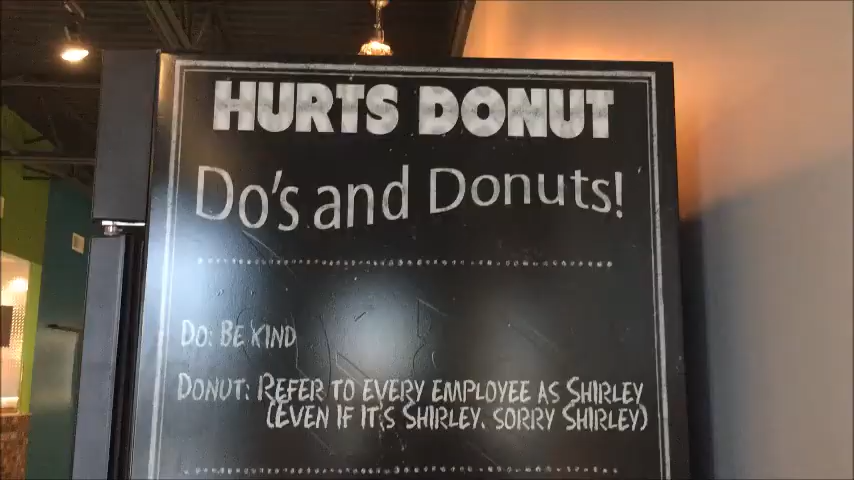 HURTS DONUT
Do's and Donuts!
DO: BE KIND
DONUT: REFER TO EVERY EMPLOYEE AS SHIRLEY
(EVEN IF IT'S SHIRLEY. SORRY SHIRLEY)